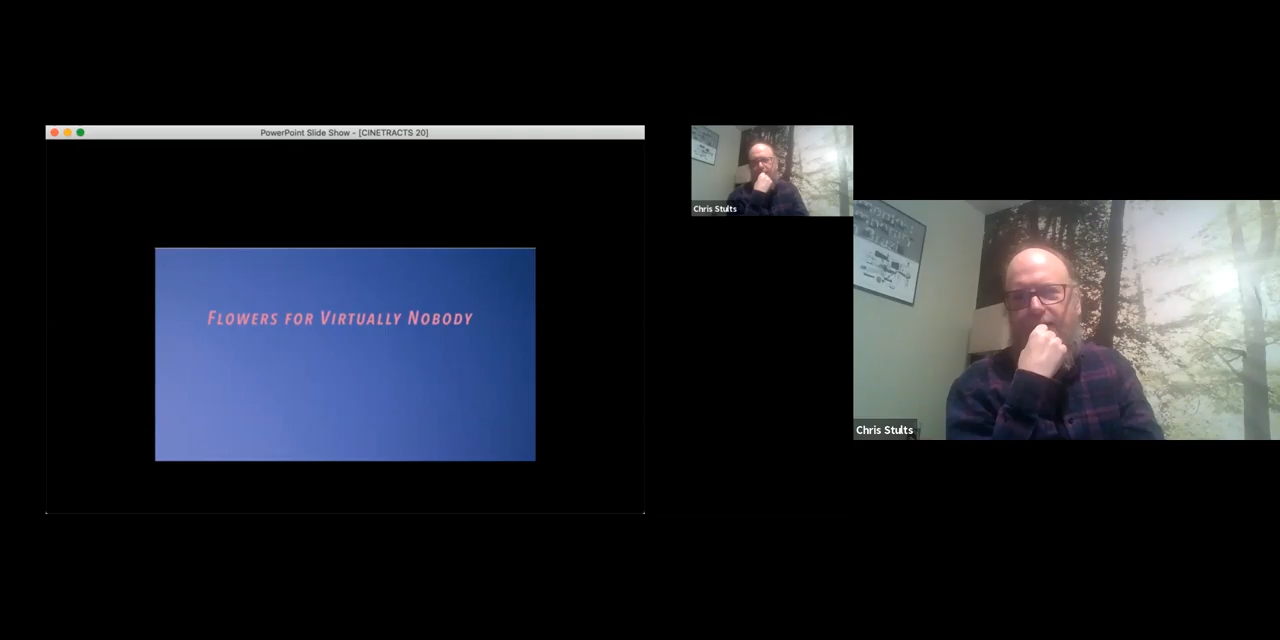 PowerPoint Slide Show - [CINETRACTS 20]
FLOWERS FOR VIRTUALLY NOBODY
Chris Stults
Chris Stults